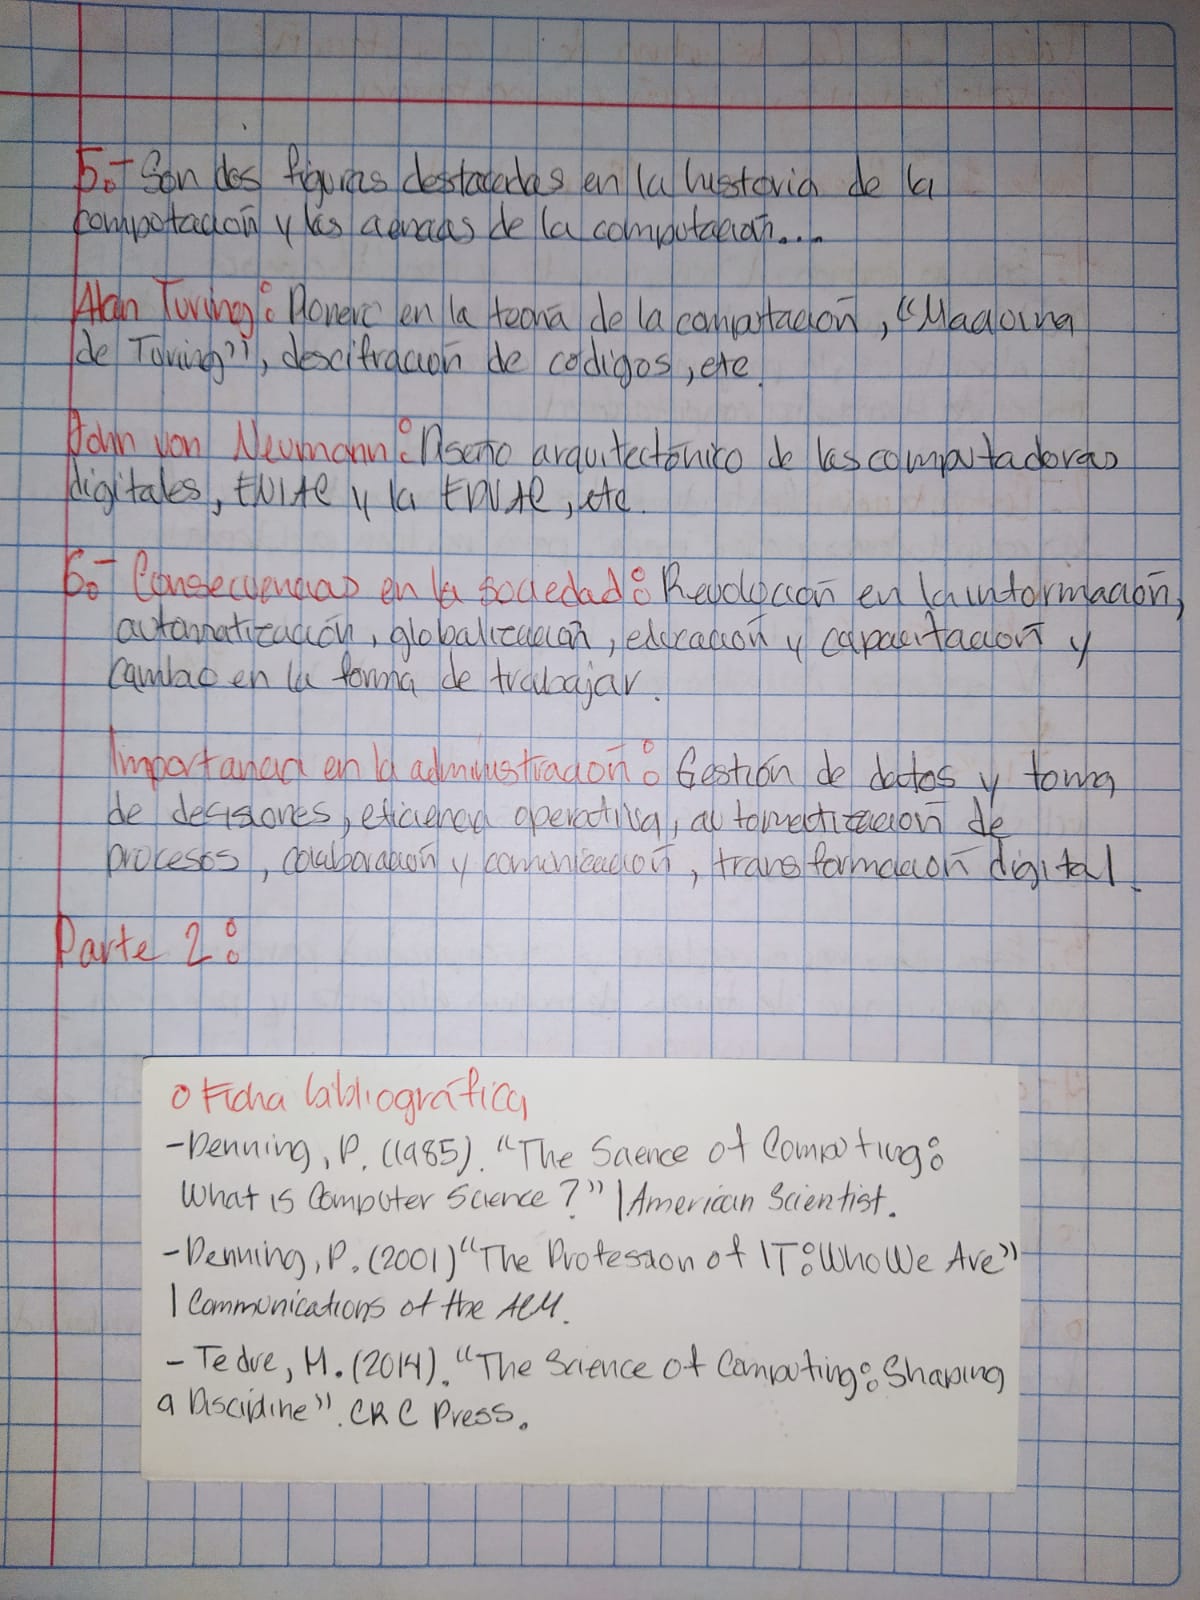 5.- Son dos figuras destacadas en la historia de la
computación y las ciencias de la computación...
Alan Turing: Pionero en la teoría de la computación, "Maquina
de Turing", descifración de codigos, etc.
John von Neumann: Diseño arquitectónico de las computadoras
digitales, ENIAC y la EDVAC, etc.
6.- Consecuencias en la sociedad: Revolución en la información,
automatización, globalización, educación y capacitación y
cambio en la forma de trabajar.
Importancia en la administración: Gestión de datos y toma
de decisiones, eficiencia operativa, automatización de
procesos, colaboración y comunicación, transformación digital.
Parte 2:
o Ficha bibliográfica
-Denning, P. (1985). "The Science of Computing:
What is Computer Science?" | American Scientist.
-Denning, P. (2001) "The Profession of IT: Who We Are"
| Communications of the ACM.
- Tedre, M. (2014). "The Science of Computing: Shaping
a Discipline". CRC Press.